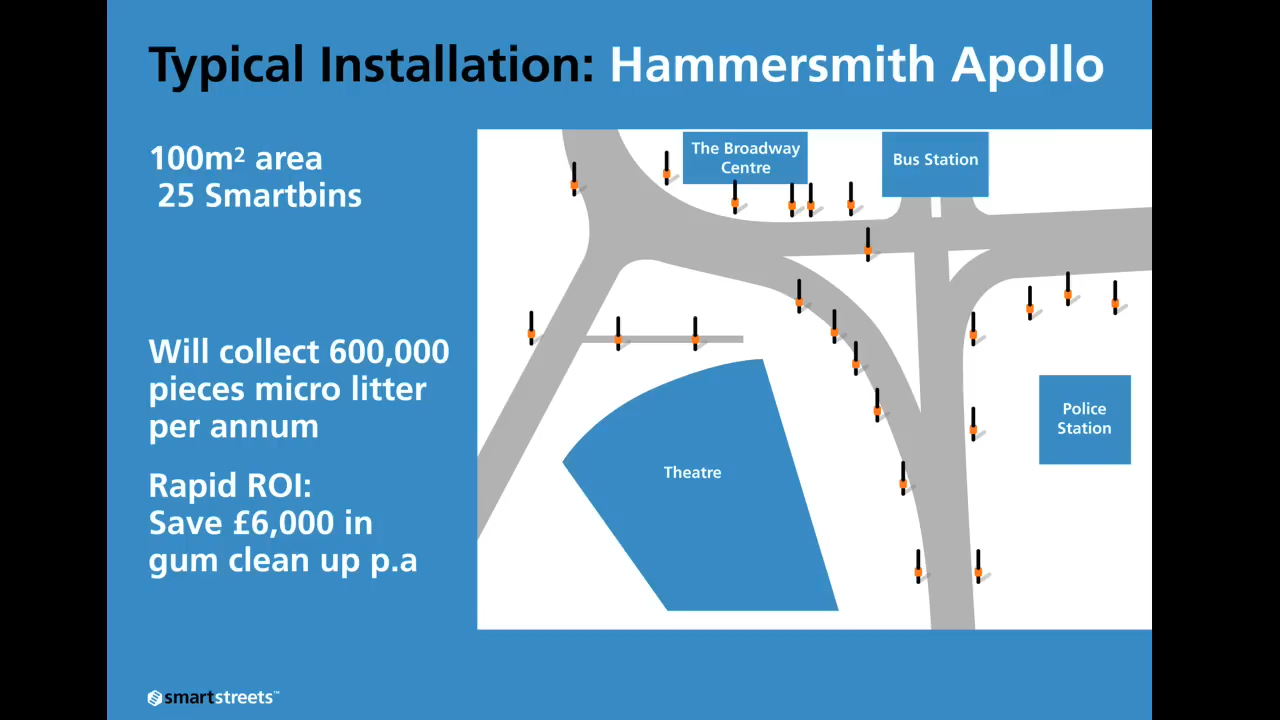 Typical Installation: Hammersmith Apollo
100m² area
25 Smartbins
Will collect 600,000
pieces micro litter
per annum
Rapid ROI:
Save £6,000 in
gum clean up p.a
The Broadway
Centre
Bus Station
Police
Station
Theatre
smartstreets™